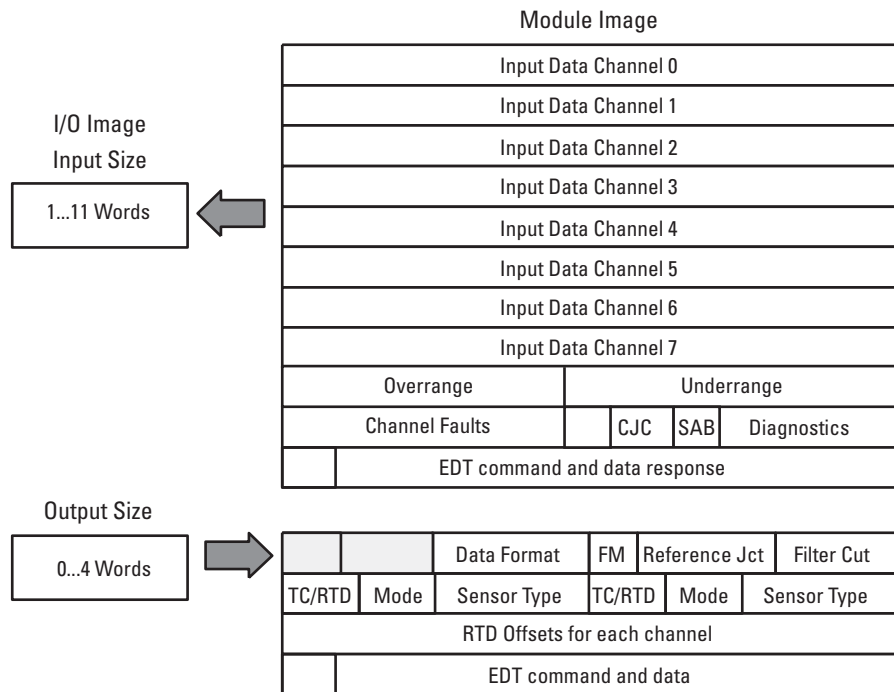 Module Image
I/O Image
Input Size
1...11 Words
Input Data Channel 0
Input Data Channel 1
Input Data Channel 2
Input Data Channel 3
Input Data Channel 4
Input Data Channel 5
Input Data Channel 6
Input Data Channel 7
Overrange Underrange
Channel Faults CJC SAB Diagnostics
EDT command and data response
Output Size
0...4 Words
Data Format FM Reference Jct Filter Cut
TC/RTD Mode Sensor Type TC/RTD Mode Sensor Type
RTD Offsets for each channel
EDT command and data